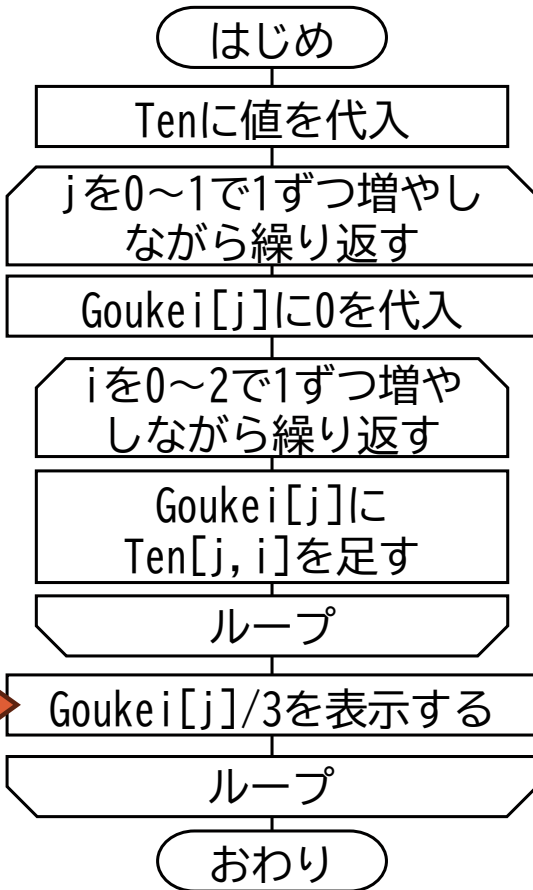 はじめ
Tenに値を代入
jを0～1で1ずつ増やし
ながら繰り返す
Goukei[j]に0を代入
iを0～2で1ずつ増や
しながら繰り返す
Goukei[j]に
Ten[j,i]を足す
ループ
Goukei[j]/3を表示する
ループ
おわり